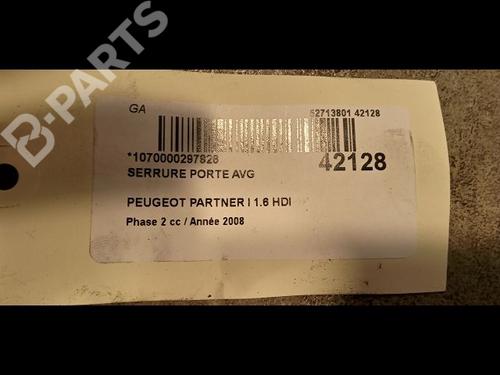 B-PARTS
GA
52713801 42128
*1070000297828
42128
SERRURE PORTE AVG
PEUGEOT PARTNER I 1.6 HDI
Phase 2 cc / Année 2008